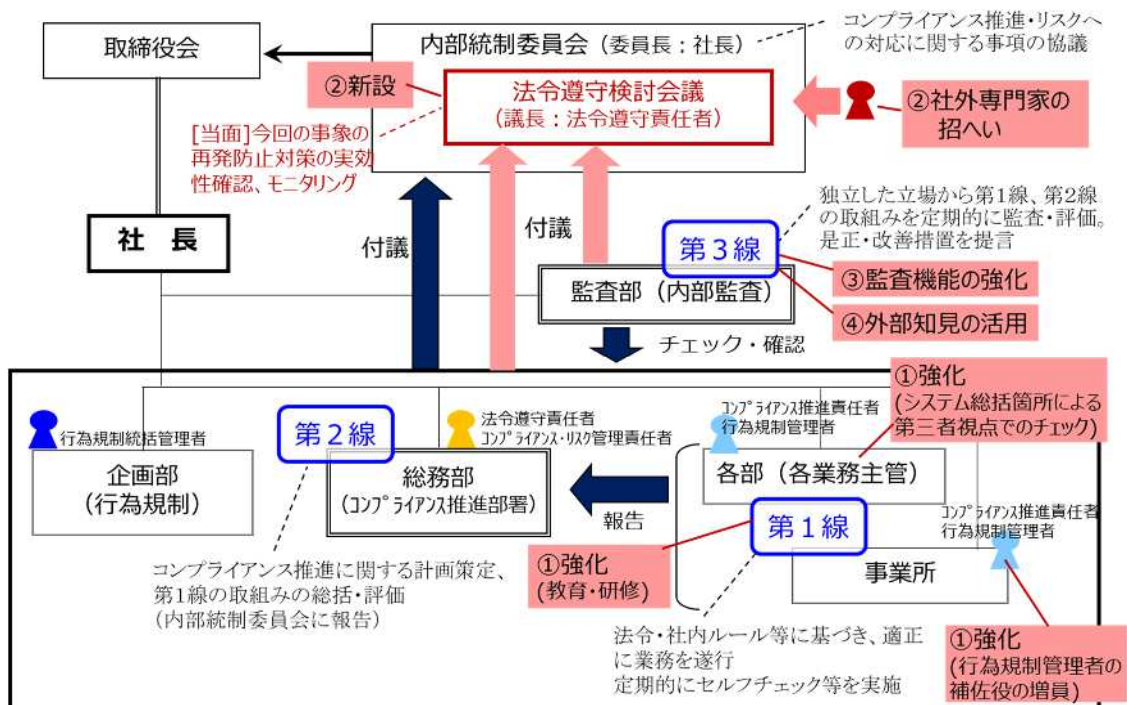 取締役会
内部統制委員会（委員長：社長）
コンプライアンス推進・リスクへ
の対応に関する事項の協議
②新設
法令遵守検討会議
（議長：法令遵守責任者）
②社外専門家の
招へい
[当面]今回の事象の
再発防止対策の実効
性確認、モニタリング
独立した立場から第1線、第2線
の取組みを定期的に監査・評価。
是正・改善措置を提言
社　長
付議
付議
第３線
③監査機能の強化
監査部（内部監査）
④外部知見の活用
チェック・確認
①強化
(システム総括箇所による
第三者視点でのチェック)
行為規制統括管理者
第２線
法令遵守責任者
コンプライアンス・リスク管理責任者
コンプライアンス推進責任者
行為規制管理者
企画部
（行為規制）
総務部
（コンプライアンス推進部署）
報告
各部（各業務主管）
第１線
コンプライアンス推進責任者
行為規制管理者
①強化
(教育・研修)
事業所
コンプライアンス推進に関する計画策定、
第1線の取組みの総括・評価
（内部統制委員会に報告）
法令・社内ルール等に基づき、適正
に業務を遂行
定期的にセルフチェック等を実施
①強化
(行為規制管理者の
補佐役の増員)